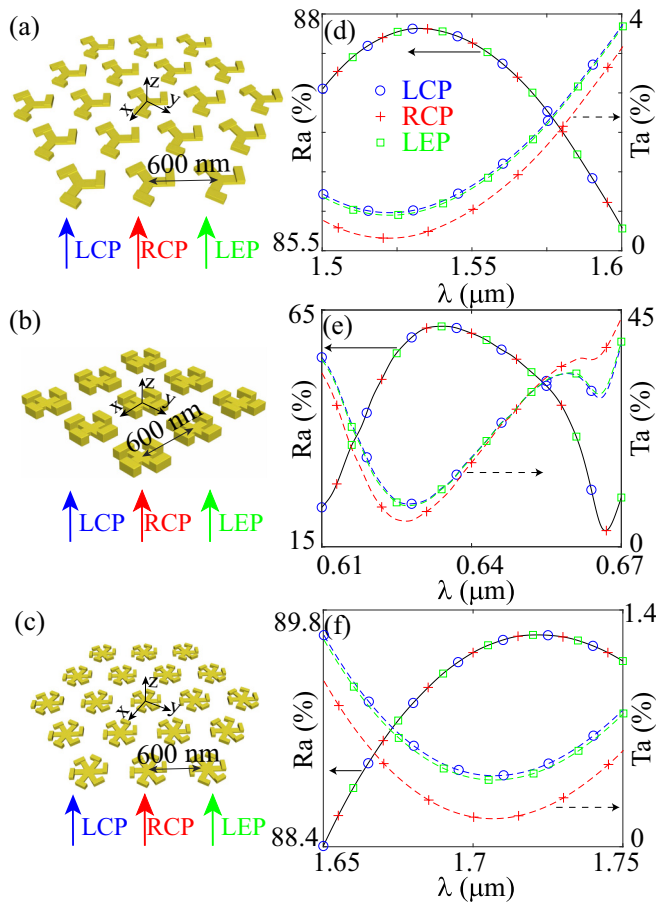 (a)
z
x
y
600 nm
LCP
RCP
LEP
(d)
88
Ra (%)
85.5
4
Ta (%)
0
LCP
RCP
LEP
1.5
1.55
1.6
λ (μm)
(b)
z
x
y
600 nm
LCP
RCP
LEP
(e)
65
Ra (%)
15
45
Ta (%)
0
0.61
0.64
0.67
λ (μm)
(c)
z
x
y
600 nm
LCP
RCP
LEP
(f)
89.8
Ra (%)
88.4
1.4
Ta (%)
0
1.65
1.7
1.75
λ (μm)